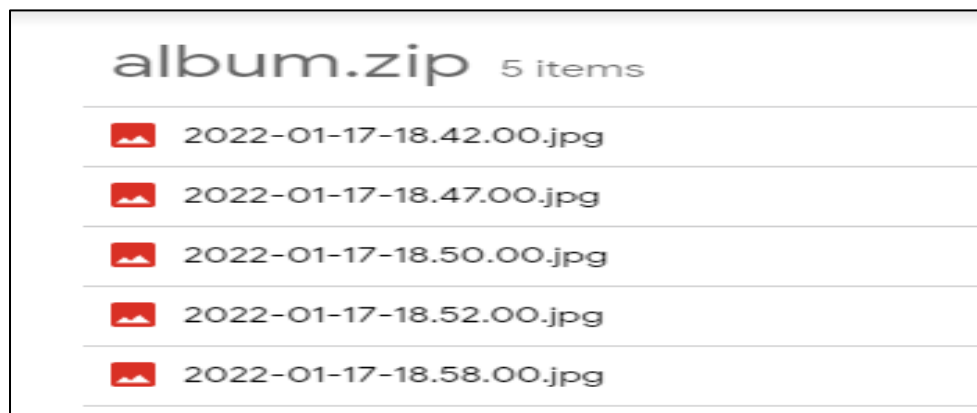 album.zip 5 items
2022-01-17-18.42.00.jpg
2022-01-17-18.47.00.jpg
2022-01-17-18.50.00.jpg
2022-01-17-18.52.00.jpg
2022-01-17-18.58.00.jpg